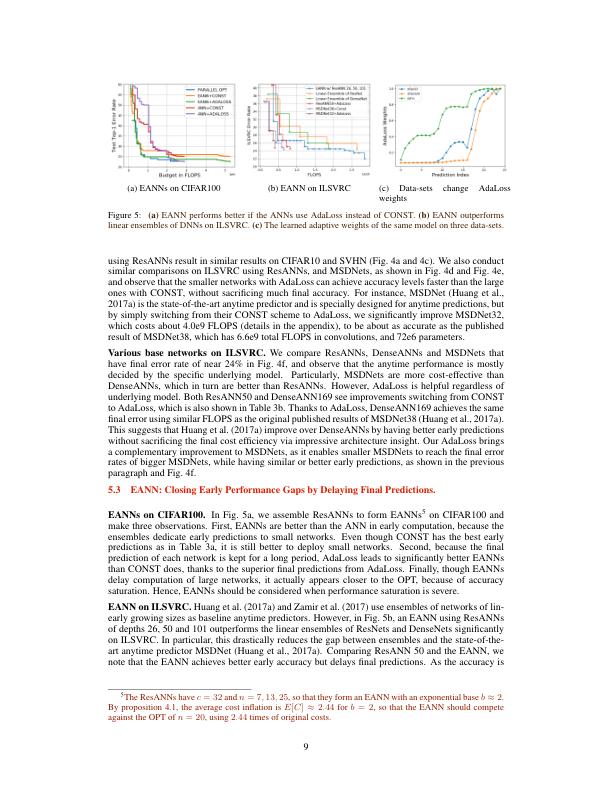 PARALLEL OPT
EANN+CONST
EANN+ADALOSS
ANN+CONST
ANN+ADALOSS
Test Top-1 Error Rate
Budget in FLOPS
EANN w/ ResANN 26, 50, 101
Linear Ensemble of ResNet
Linear Ensemble of DenseNet
ResANN50+Adaloss
MSDNet38+Const
MSDNet32+Adaloss
ILSVRC Error Rate
FLOPS
AdaLoss Weights
Prediction Index
(a) EANNs on CIFAR100
(b) EANN on ILSVRC
(c) Data-sets change AdaLoss
weights
Figure 5: (a) EANN performs better if the ANNs use AdaLoss instead of CONST. (b) EANN outperforms
linear ensembles of DNNs on ILSVRC. (c) The learned adaptive weights of the same model on three data-sets.
using ResANNs result in similar results on CIFAR10 and SVHN (Fig. 4a and 4c). We also conduct
similar comparisons on ILSVRC using ResANNs, and MSDNets, as shown in Fig. 4d and Fig. 4e,
and observe that the smaller networks with AdaLoss can achieve accuracy levels faster than the large
ones with CONST, without sacrificing much final accuracy. For instance, MSDNet (Huang et al.,
2017a) is the state-of-the-art anytime predictor and is specially designed for anytime predictions, but
by simply switching from their CONST scheme to AdaLoss, we significantly improve MSDNet32,
which costs about 4.0e9 FLOPS (details in the appendix), to be about as accurate as the published
result of MSDNet38, which has 6.6e9 total FLOPS in convolutions, and 72e6 parameters.
Various base networks on ILSVRC. We compare ResANNs, DenseANNs and MSDNets that
have final error rate of near 24% in Fig. 4f, and observe that the anytime performance is mostly
decided by the specific underlying model. Particularly, MSDNets are more cost-effective than
DenseANNs, which in turn are better than ResANNs. However, AdaLoss is helpful regardless of
underlying model. Both ResANN50 and DenseANN169 see improvements switching from CONST
to AdaLoss, which is also shown in Table 3b. Thanks to AdaLoss, DenseANN169 achieves the same
final error using similar FLOPS as the original published results of MSDNet38 (Huang et al., 2017a).
This suggests that Huang et al. (2017a) improve over DenseANNs by having better early predictions
without sacrificing the final cost efficiency via impressive architecture insight. Our AdaLoss brings
a complementary improvement to MSDNets, as it enables smaller MSDNets to reach the final error
rates of bigger MSDNets, while having similar or better early predictions, as shown in the previous
paragraph and Fig. 4f.
5.3 EANN: Closing Early Performance Gaps by Delaying Final Predictions.
EANNs on CIFAR100. In Fig. 5a, we assemble ResANNs to form EANNs5 on CIFAR100 and
make three observations. First, EANNs are better than the ANN in early computation, because the
ensembles dedicate early predictions to small networks. Even though CONST has the best early
predictions as in Table 3a, it is still better to deploy small networks. Second, because the final
prediction of each network is kept for a long period, AdaLoss leads to significantly better EANNs
than CONST does, thanks to the superior final predictions from AdaLoss. Finally, though EANNs
delay computation of large networks, it actually appears closer to the OPT, because of accuracy
saturation. Hence, EANNs should be considered when performance saturation is severe.
EANN on ILSVRC. Huang et al. (2017a) and Zamir et al. (2017) use ensembles of networks of lin-
early growing sizes as baseline anytime predictors. However, in Fig. 5b, an EANN using ResANNs
of depths 26, 50 and 101 outperforms the linear ensembles of ResNets and DenseNets significantly
on ILSVRC. In particular, this drastically reduces the gap between ensembles and the state-of-the-
art anytime predictor MSDNet (Huang et al., 2017a). Comparing ResANN 50 and the EANN, we
note that the EANN achieves better early accuracy but delays final predictions. As the accuracy is
5The ResANNs have c = 32 and n = 7, 13, 25, so that they form an EANN with an exponential base b ≈ 2.
By proposition 4.1, the average cost inflation is E[C] ≈ 2.44 for b = 2, so that the EANN should compete
against the OPT of n = 20, using 2.44 times of original costs.
9